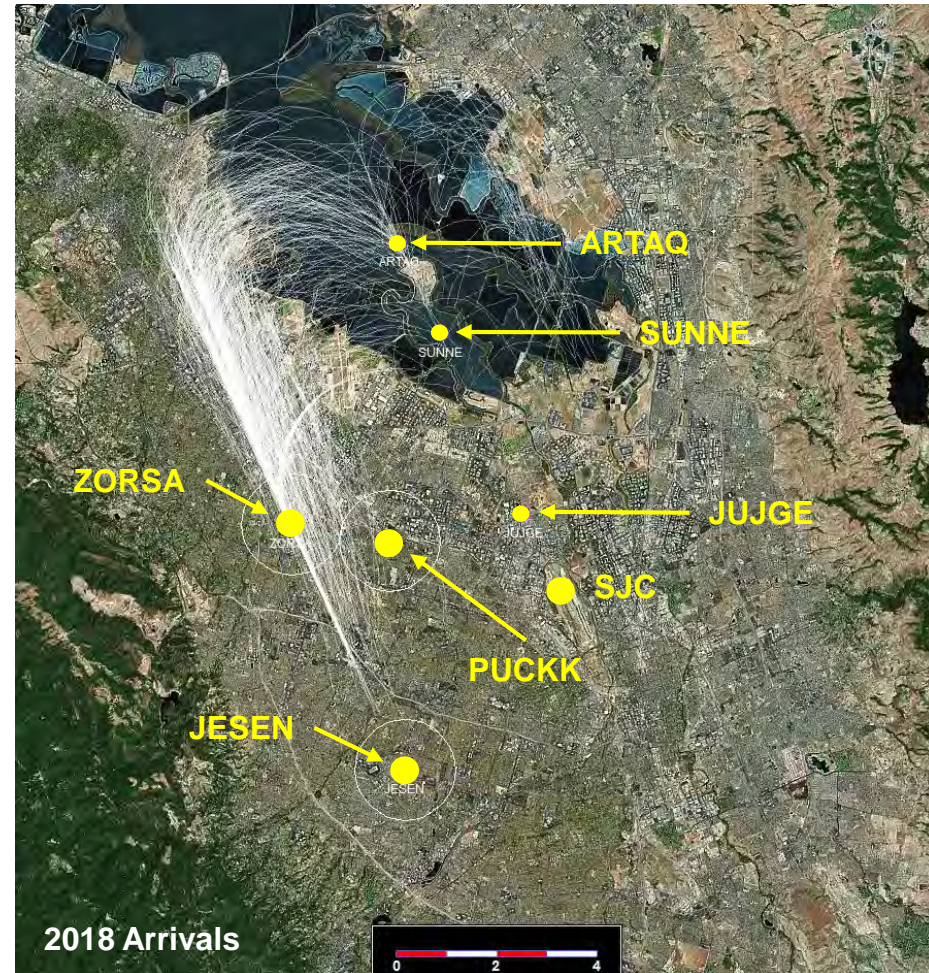 ARTAQ
ARTAQ
SUNNE
SUNNE
ZORSA
JUJGE
JUJGE
SJC
PUCKK
JESEN
JESEN
2018 Arrivals
0 2 4